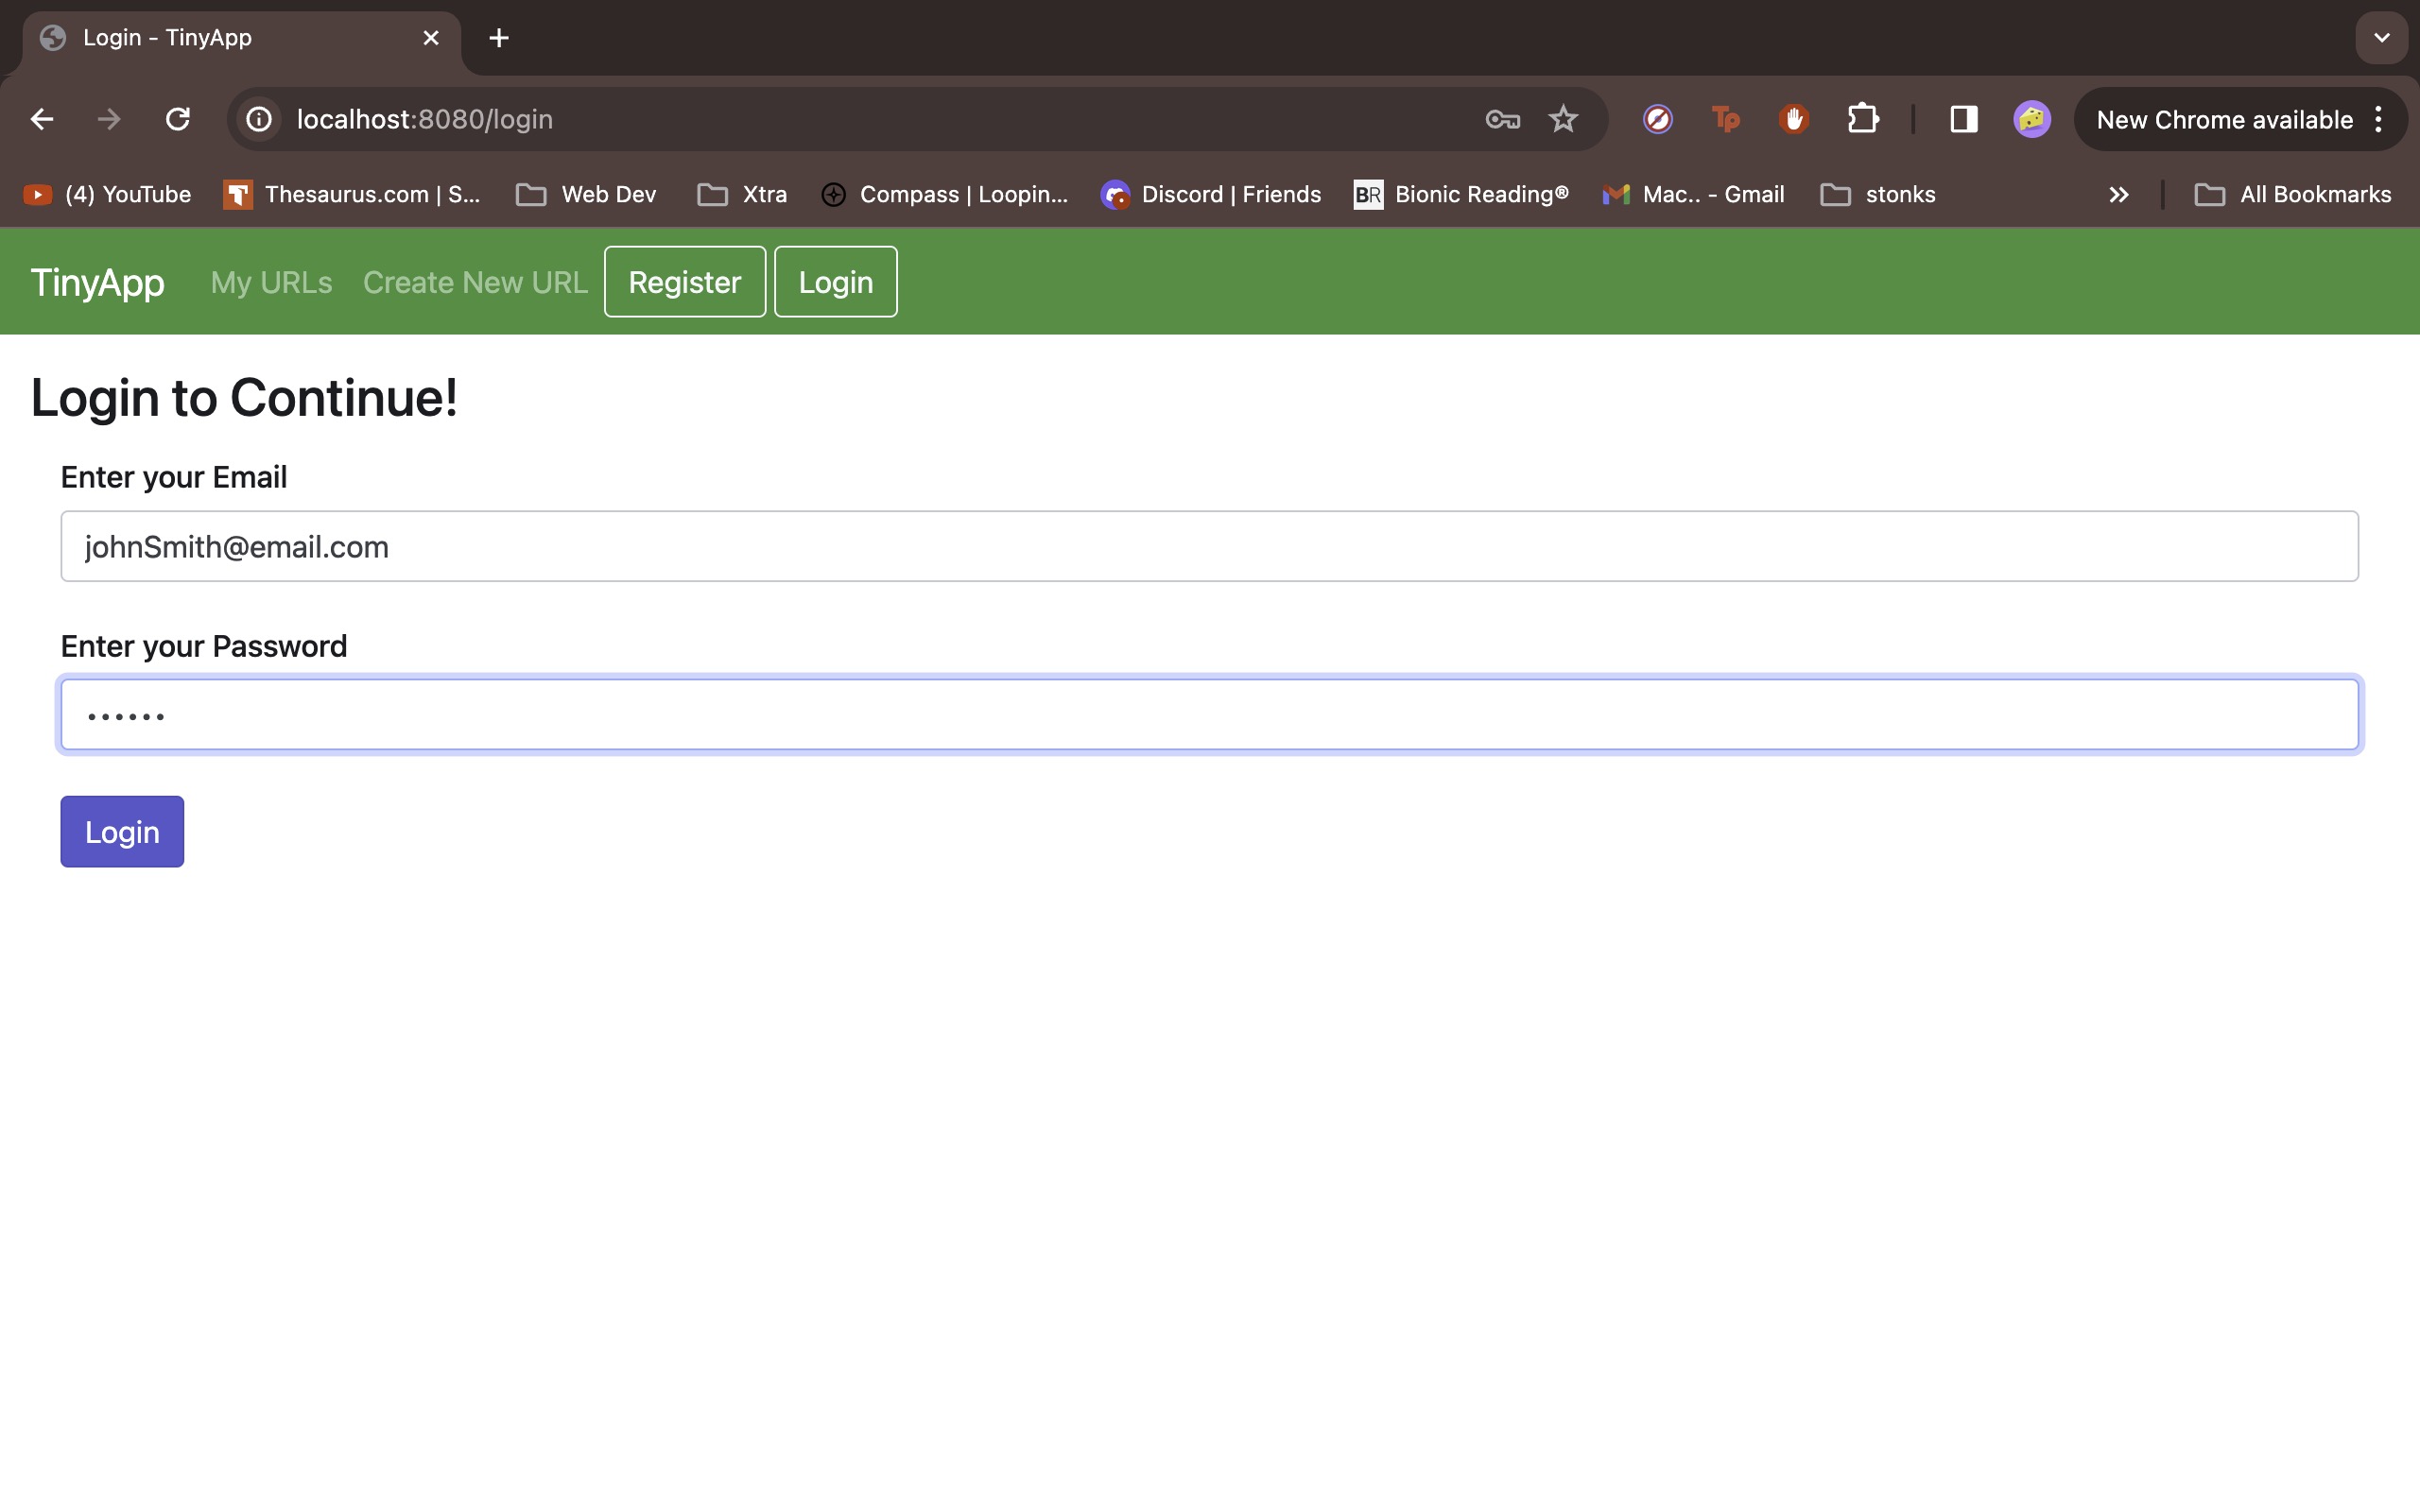 Login - TinyApp
localhost:8080/login
Tp
New Chrome available
(4) YouTube
Thesaurus.com | S...
Web Dev
Xtra
Compass | Loopin...
Discord | Friends
BR
Bionic Reading®
Mac.. - Gmail
stonks
All Bookmarks
TinyApp
My URLs
Create New URL
Register
Login
Login to Continue!
Enter your Email
johnSmith@email.com
Enter your Password
••••••
Login